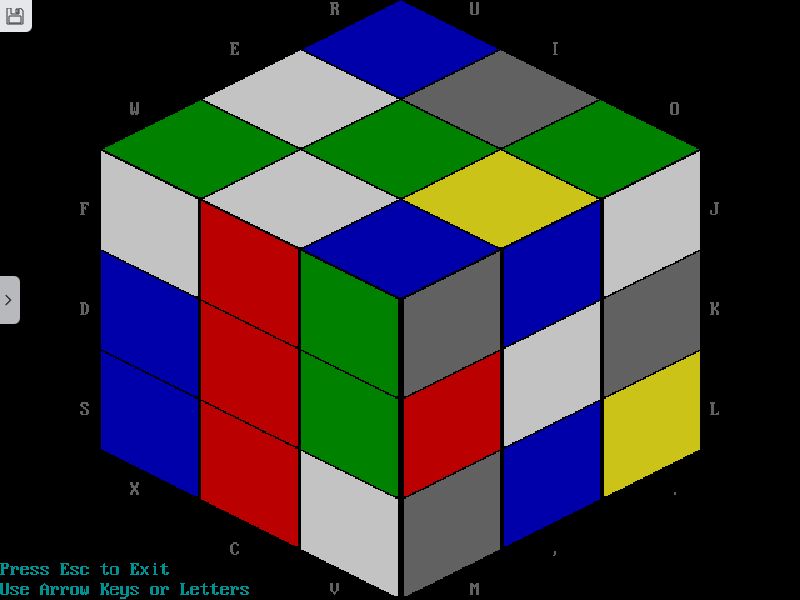 R U
E I
W O
F J
D K
S L
X .
C ,
V M
Press Esc to Exit
Use Arrow Keys or Letters